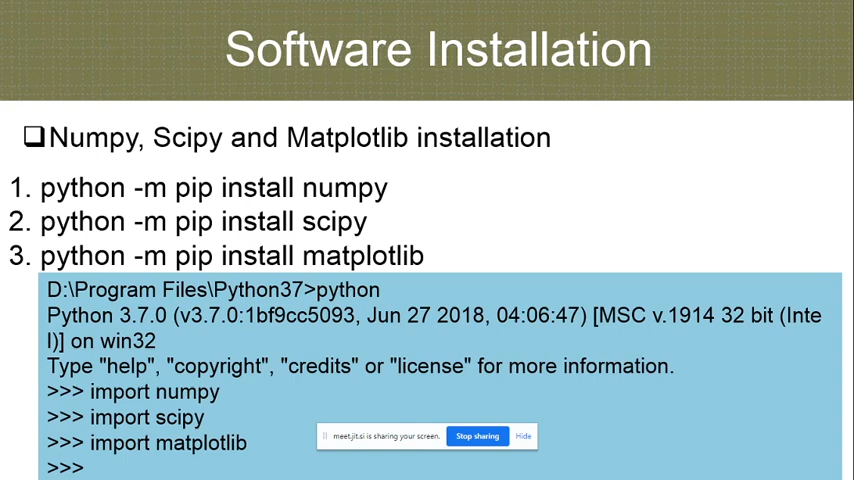 Software Installation
❑Numpy, Scipy and Matplotlib installation
1. python -m pip install numpy
2. python -m pip install scipy
3. python -m pip install matplotlib
D:\Program Files\Python37>python
Python 3.7.0 (v3.7.0:1bf9cc5093, Jun 27 2018, 04:06:47) [MSC v.1914 32 bit (Inte
l)] on win32
Type "help", "copyright", "credits" or "license" for more information.
>>> import numpy
>>> import scipy
>>> import matplotlib
>>>
meet.jit.si is sharing your screen. Stop sharing Hide